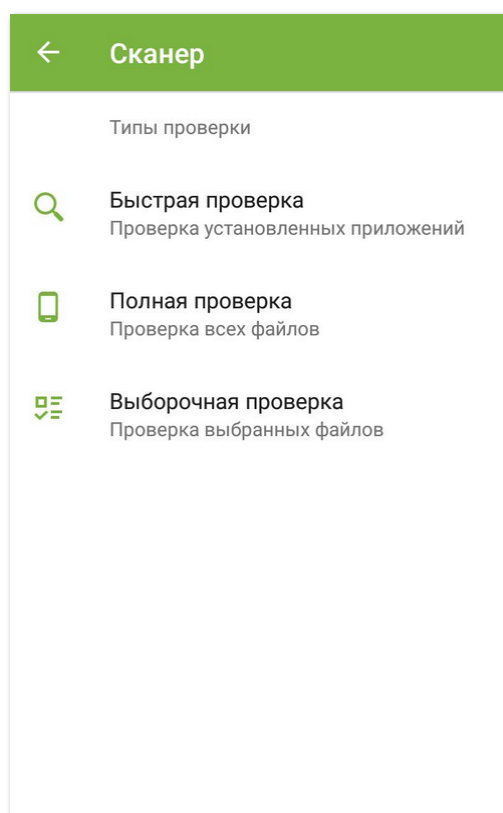 Сканер
Типы проверки
Быстрая проверка
Проверка установленных приложений
Полная проверка
Проверка всех файлов
Выборочная проверка
Проверка выбранных файлов